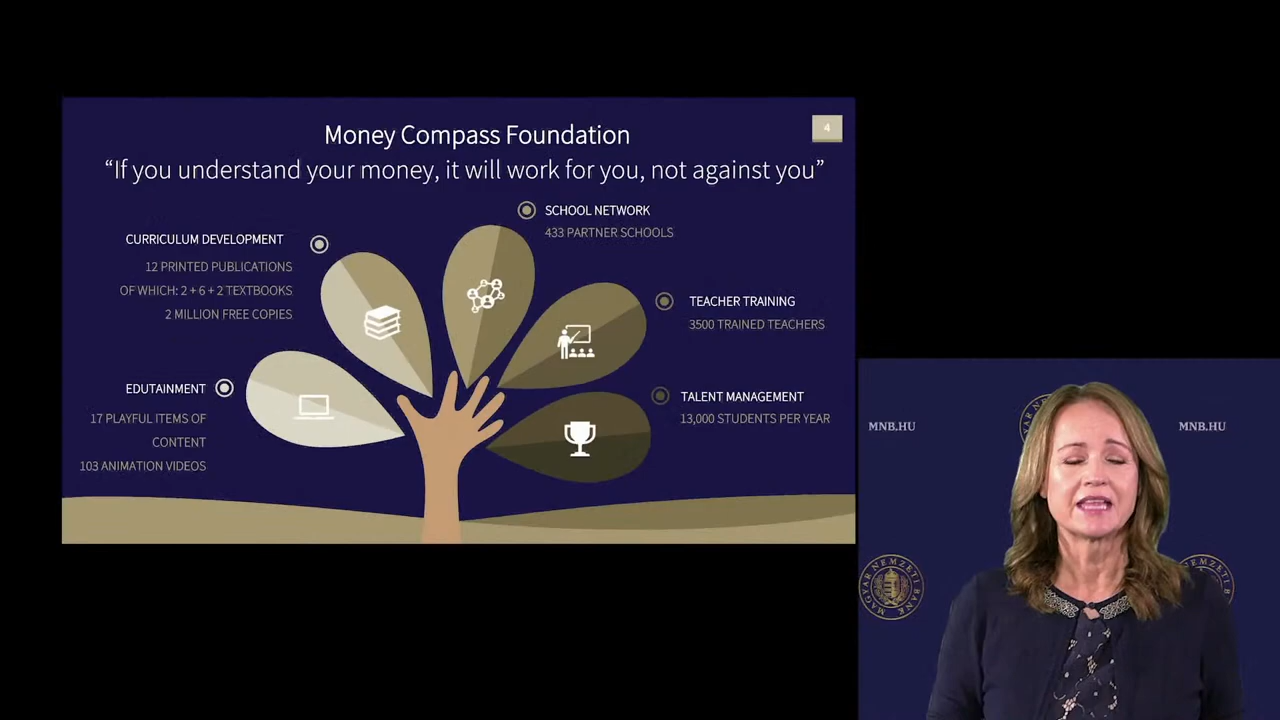 Money Compass Foundation
4
“If you understand your money, it will work for you, not against you”
SCHOOL NETWORK
433 PARTNER SCHOOLS
CURRICULUM DEVELOPMENT
12 PRINTED PUBLICATIONS
OF WHICH: 2 + 6 + 2 TEXTBOOKS
2 MILLION FREE COPIES
TEACHER TRAINING
3500 TRAINED TEACHERS
EDUTAINMENT
17 PLAYFUL ITEMS OF
CONTENT
103 ANIMATION VIDEOS
TALENT MANAGEMENT
13,000 STUDENTS PER YEAR
MNB.HU
MNB.HU
MAGYAR NEMZETI BANK